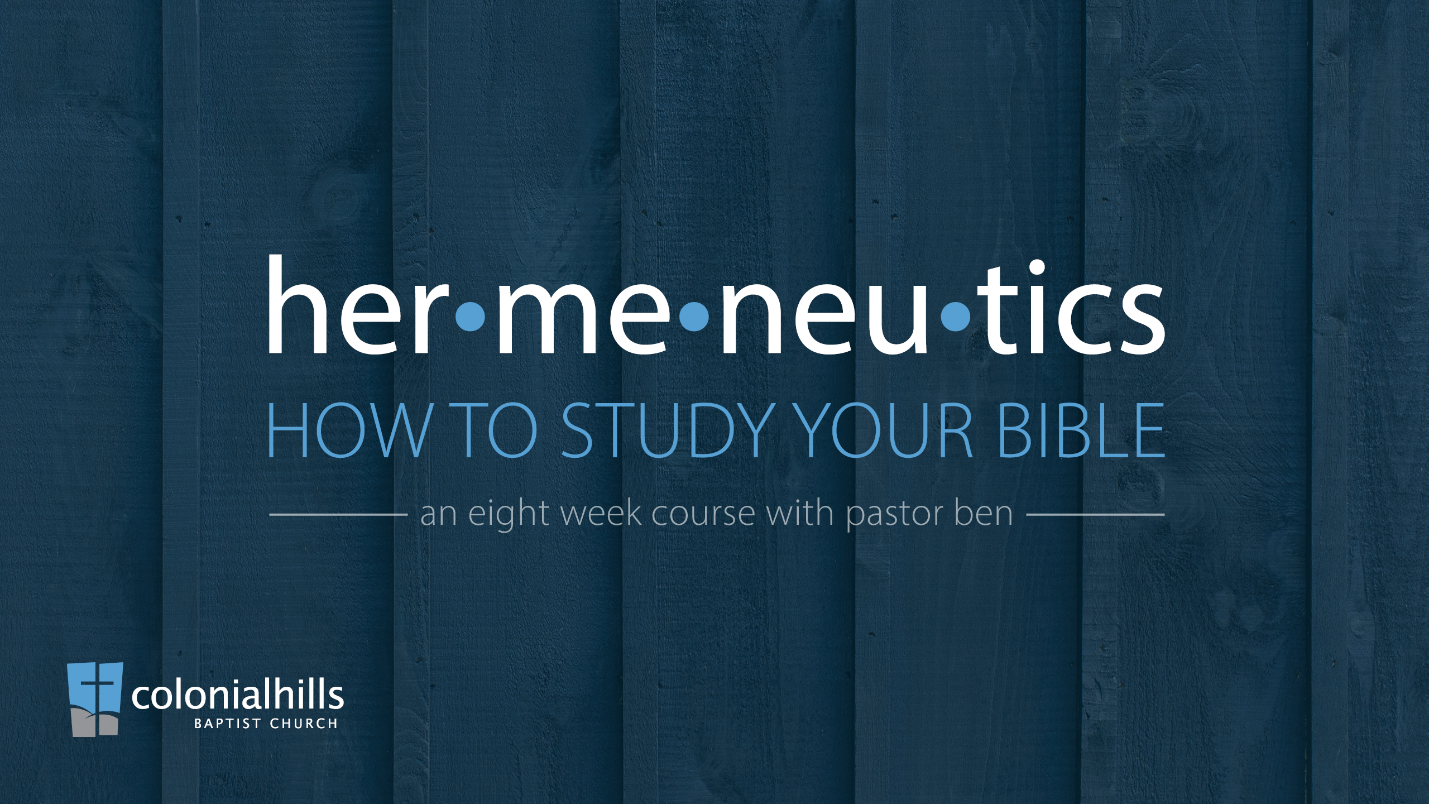 her•me•neu•tics
HOW TO STUDY YOUR BIBLE
an eight week course with pastor ben
colonialhills
BAPTIST CHURCH